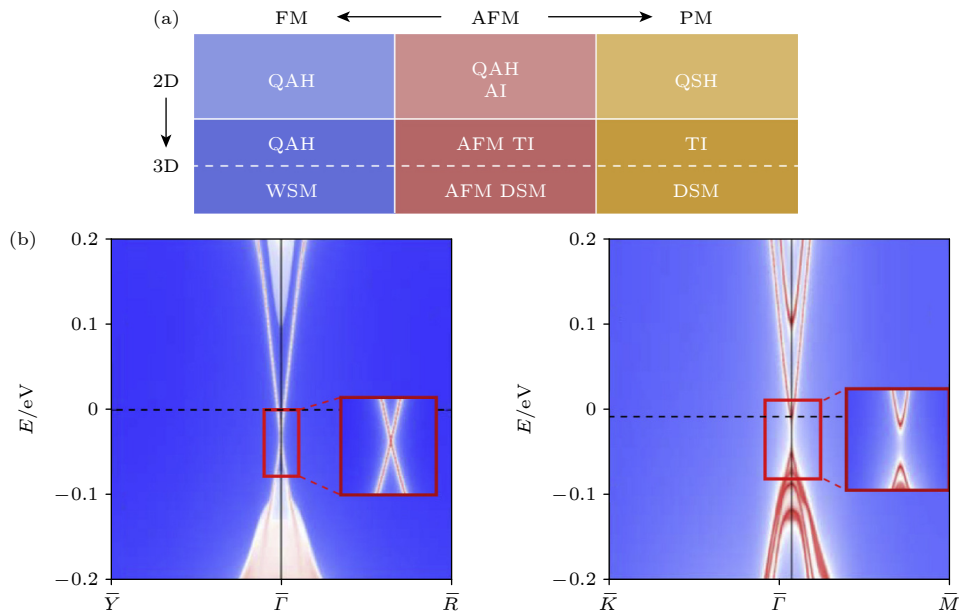 (a)
FM AFM PM
2D
QAH
QAH
AI
QSH
3D
QAH
AFM TI
TI
WSM
AFM DSM
DSM
(b)
0.2
0.1
0
−0.1
−0.2
E/eV
Y̅ Γ̅ R̅
0.2
0.1
0
−0.1
−0.2
E/eV
K̅ Γ̅ M̅